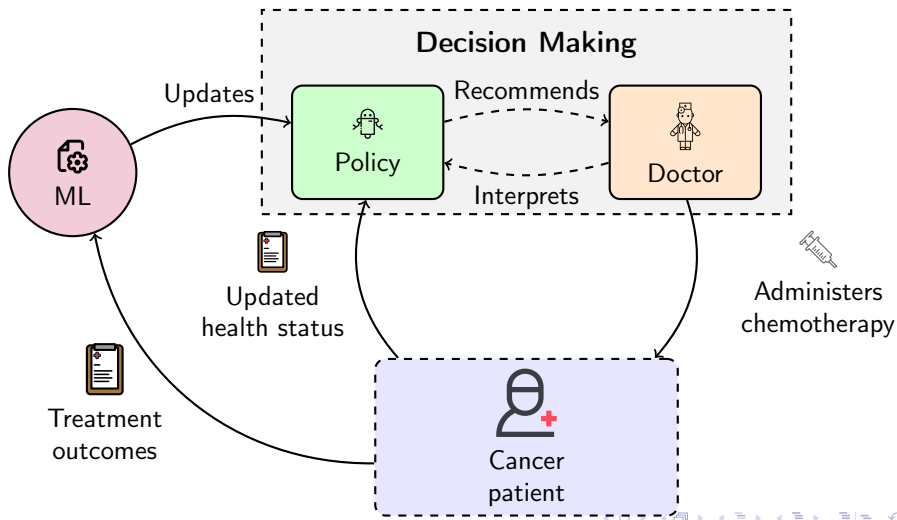 Decision Making
Updates
Recommends
Policy
Doctor
ML
Interprets
Updated
health status
Administers
chemotherapy
Treatment
outcomes
Cancer
patient